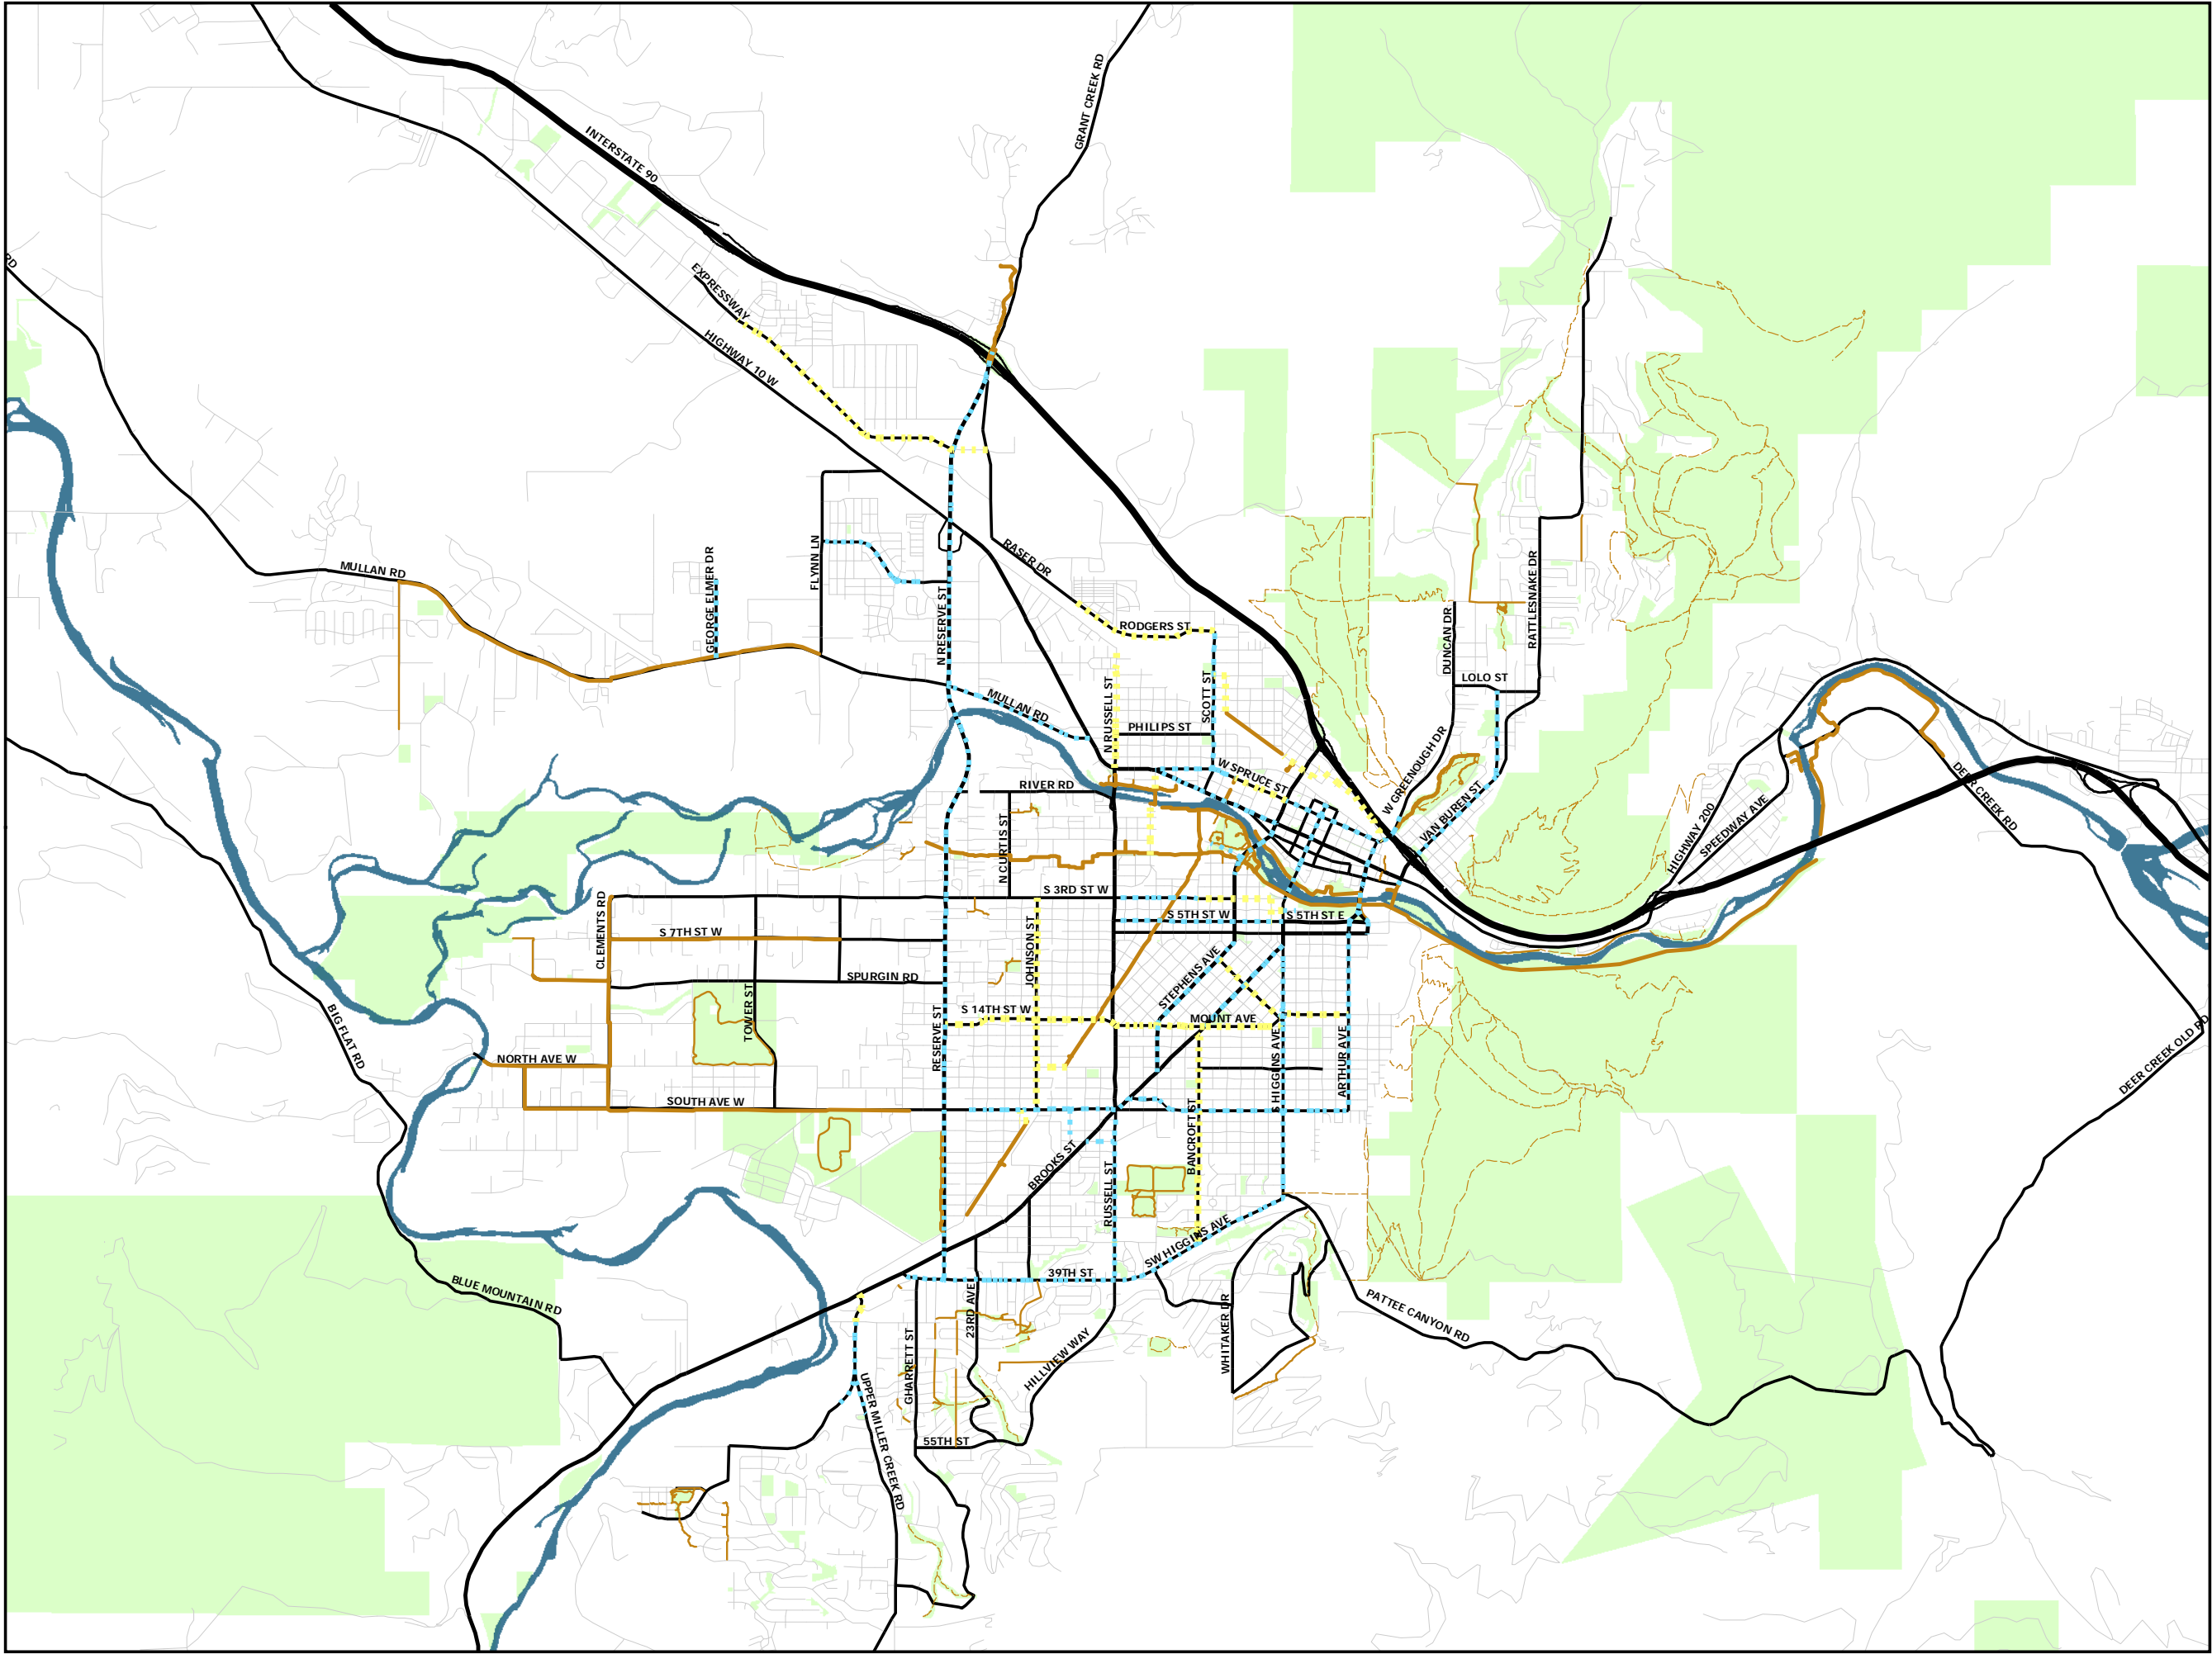 GRANT CREEK RD
INTERSTATE 90
RD
EXPRESSWAY
HIGHWAY 10 W
RASER DR
MULLAN RD
GEORGE ELMER DR
FLYNN LN
N RESERVE ST
RODGERS ST
DUNCAN DR
RATTLESNAKE DR
LOLO ST
MULLAN RD
N RUSSELL ST
SCOTT ST
PHILIPS ST
W GREENOUGH DR
W SPRUCE ST
RIVER RD
VAN BUREN ST
DEER CREEK RD
HIGHWAY 200
SPEEDWAY AVE
N CURTIS ST
S 3RD ST W
S 5TH ST W
S 5TH ST E
CLEMENTS RD
S 7TH ST W
JOHNSON ST
SPURGIN RD
STEPHENS AVE
TOWER ST
S 14TH ST W
MOUNT AVE
BIG FLAT RD
RESERVE ST
NORTH AVE W
S HIGGINS AVE
ARTHUR AVE
DEER CREEK OLD RD
SOUTH AVE W
BANCROFT ST
BROOKS ST
RUSSELL ST
SW HIGGINS AVE
39TH ST
BLUE MOUNTAIN RD
PATTEE CANYON RD
23RD AVE
GHARRETT ST
HILLVIEW WAY
WHITAKER DR
UPPER MILLER CREEK RD
55TH ST